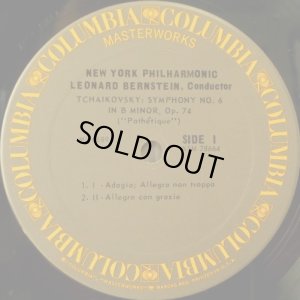 COLUMBIA COLUMBIA COLUMBIA COLUMBIA COLUMBIA COLUMBIA
MASTERWORKS
NEW YORK PHILHARMONIC
LEONARD BERNSTEIN, Conductor
TCHAIKOVSKY: SYMPHONY NO. 6
IN B MINOR, Op. 74
("Pathétique")
SOLD OUT
SIDE 1
1. I - Adagio; Allegro non troppo
2. II - Allegro con grazia